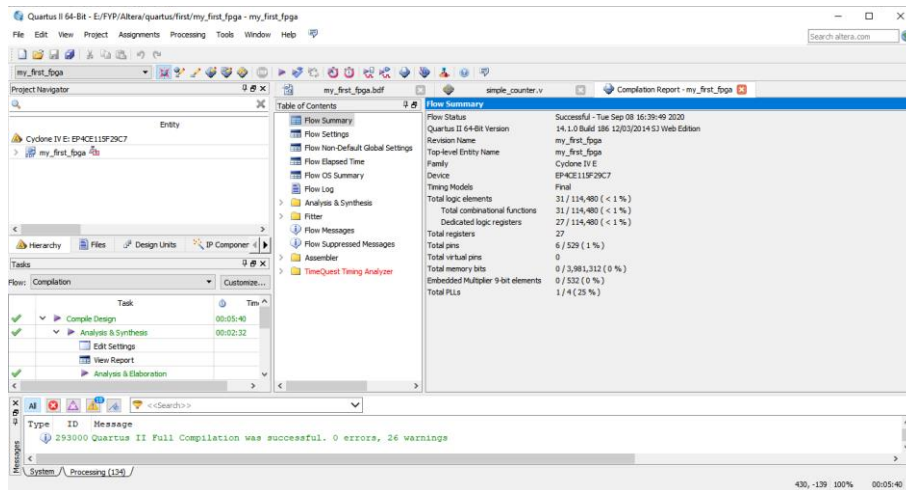 Quartus II 64-Bit - E:/FYP/Altera/quartus/first/my_first_fpga - my_first_fpga
File Edit View Project Assignments Processing Tools Window Help
Search altera.com
my_first_fpga
Project Navigator
my_first_fpga.bdf
simple_counter.v
Compilation Report - my_first_fpga
Entity
Cyclone IV E: EP4CE115F29C7
my_first_fpga
Hierarchy Files Design Units IP Componer
Tasks
Flow: Compilation Customize...
Task Tim
Compile Design 00:05:40
Analysis & Synthesis 00:02:32
Edit Settings
View Report
Analysis & Elaboration
Table of Contents
Flow Summary
Flow Settings
Flow Non-Default Global Settings
Flow Elapsed Time
Flow OS Summary
Flow Log
Analysis & Synthesis
Fitter
Flow Messages
Flow Suppressed Messages
Assembler
TimeQuest Timing Analyzer
Flow Summary
Flow Status Successful - Tue Sep 08 16:39:49 2020
Quartus II 64-Bit Version 14.1.0 Build 186 12/03/2014 SJ Web Edition
Revision Name my_first_fpga
Top-level Entity Name my_first_fpga
Family Cyclone IV E
Device EP4CE115F29C7
Timing Models Final
Total logic elements 31 / 114,480 ( < 1 % )
Total combinational functions 31 / 114,480 ( < 1 % )
Dedicated logic registers 27 / 114,480 ( < 1 % )
Total registers 27
Total pins 6 / 529 ( 1 % )
Total virtual pins 0
Total memory bits 0 / 3,981,312 ( 0 % )
Embedded Multiplier 9-bit elements 0 / 532 ( 0 % )
Total PLLs 1 / 4 ( 25 % )
All <<Search>>
Type ID Message
293000 Quartus II Full Compilation was successful. 0 errors, 26 warnings
Messages
System Processing (134)
430, -139 100% 00:05:40